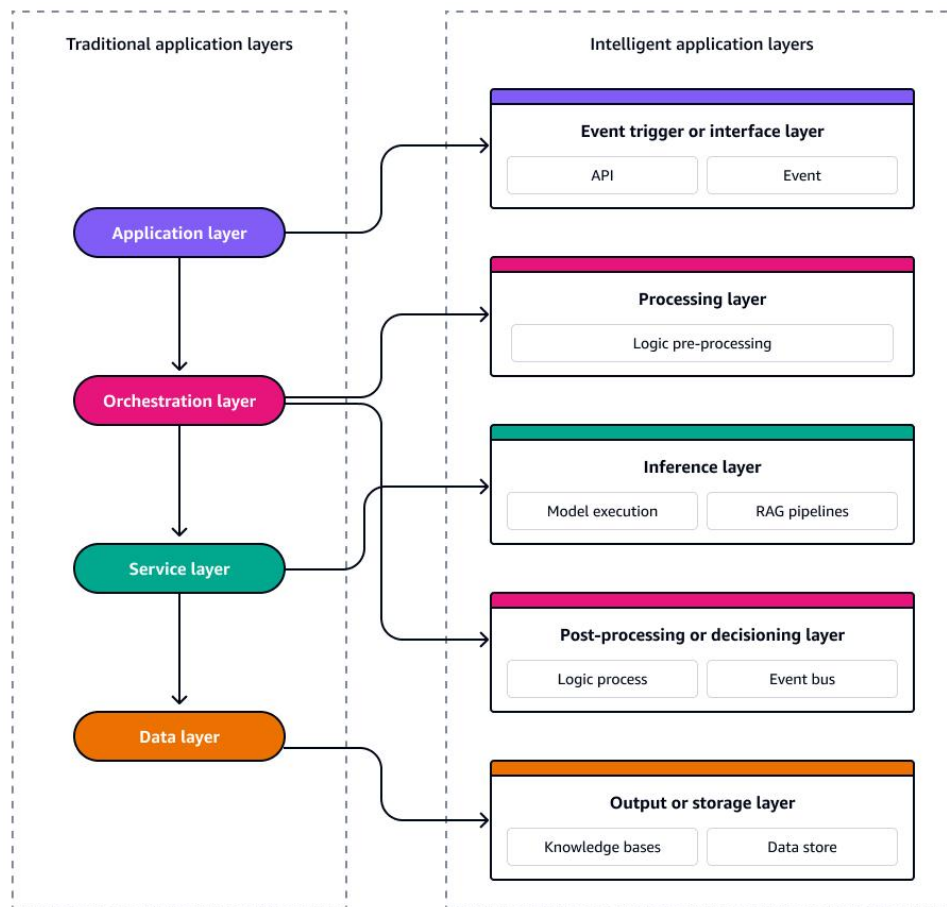 Traditional application layers
Intelligent application layers
Event trigger or interface layer
API
Event
Application layer
Processing layer
Logic pre-processing
Orchestration layer
Inference layer
Model execution
RAG pipelines
Service layer
Post-processing or decisioning layer
Logic process
Event bus
Data layer
Output or storage layer
Knowledge bases
Data store